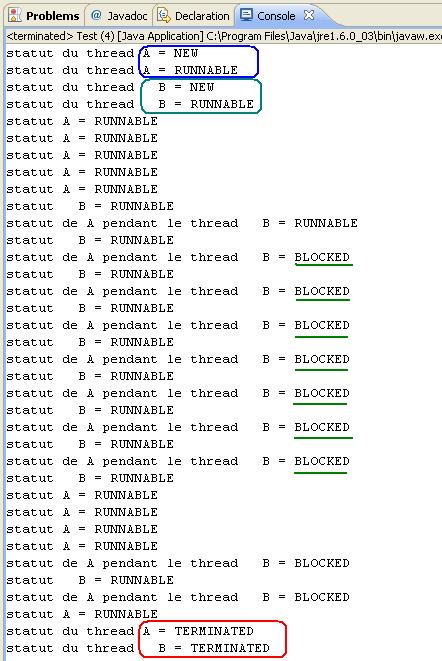 Problems @ Javadoc Declaration Console
<terminated> Test (4) [Java Application] C:\Program Files\Java\jre1.6.0_03\bin\javaw.exe
statut du thread A = NEW
statut du thread A = RUNNABLE
statut du thread   B = NEW
statut du thread   B = RUNNABLE
statut A = RUNNABLE
statut A = RUNNABLE
statut A = RUNNABLE
statut A = RUNNABLE
statut A = RUNNABLE
statut   B = RUNNABLE
statut de A pendant le thread   B = RUNNABLE
statut   B = RUNNABLE
statut de A pendant le thread   B = BLOCKED
statut   B = RUNNABLE
statut de A pendant le thread   B = BLOCKED
statut   B = RUNNABLE
statut de A pendant le thread   B = BLOCKED
statut   B = RUNNABLE
statut de A pendant le thread   B = BLOCKED
statut   B = RUNNABLE
statut de A pendant le thread   B = BLOCKED
statut   B = RUNNABLE
statut de A pendant le thread   B = BLOCKED
statut   B = RUNNABLE
statut de A pendant le thread   B = BLOCKED
statut   B = RUNNABLE
statut A = RUNNABLE
statut A = RUNNABLE
statut A = RUNNABLE
statut A = RUNNABLE
statut de A pendant le thread   B = BLOCKED
statut   B = RUNNABLE
statut de A pendant le thread   B = BLOCKED
statut A = RUNNABLE
statut du thread A = TERMINATED
statut du thread   B = TERMINATED